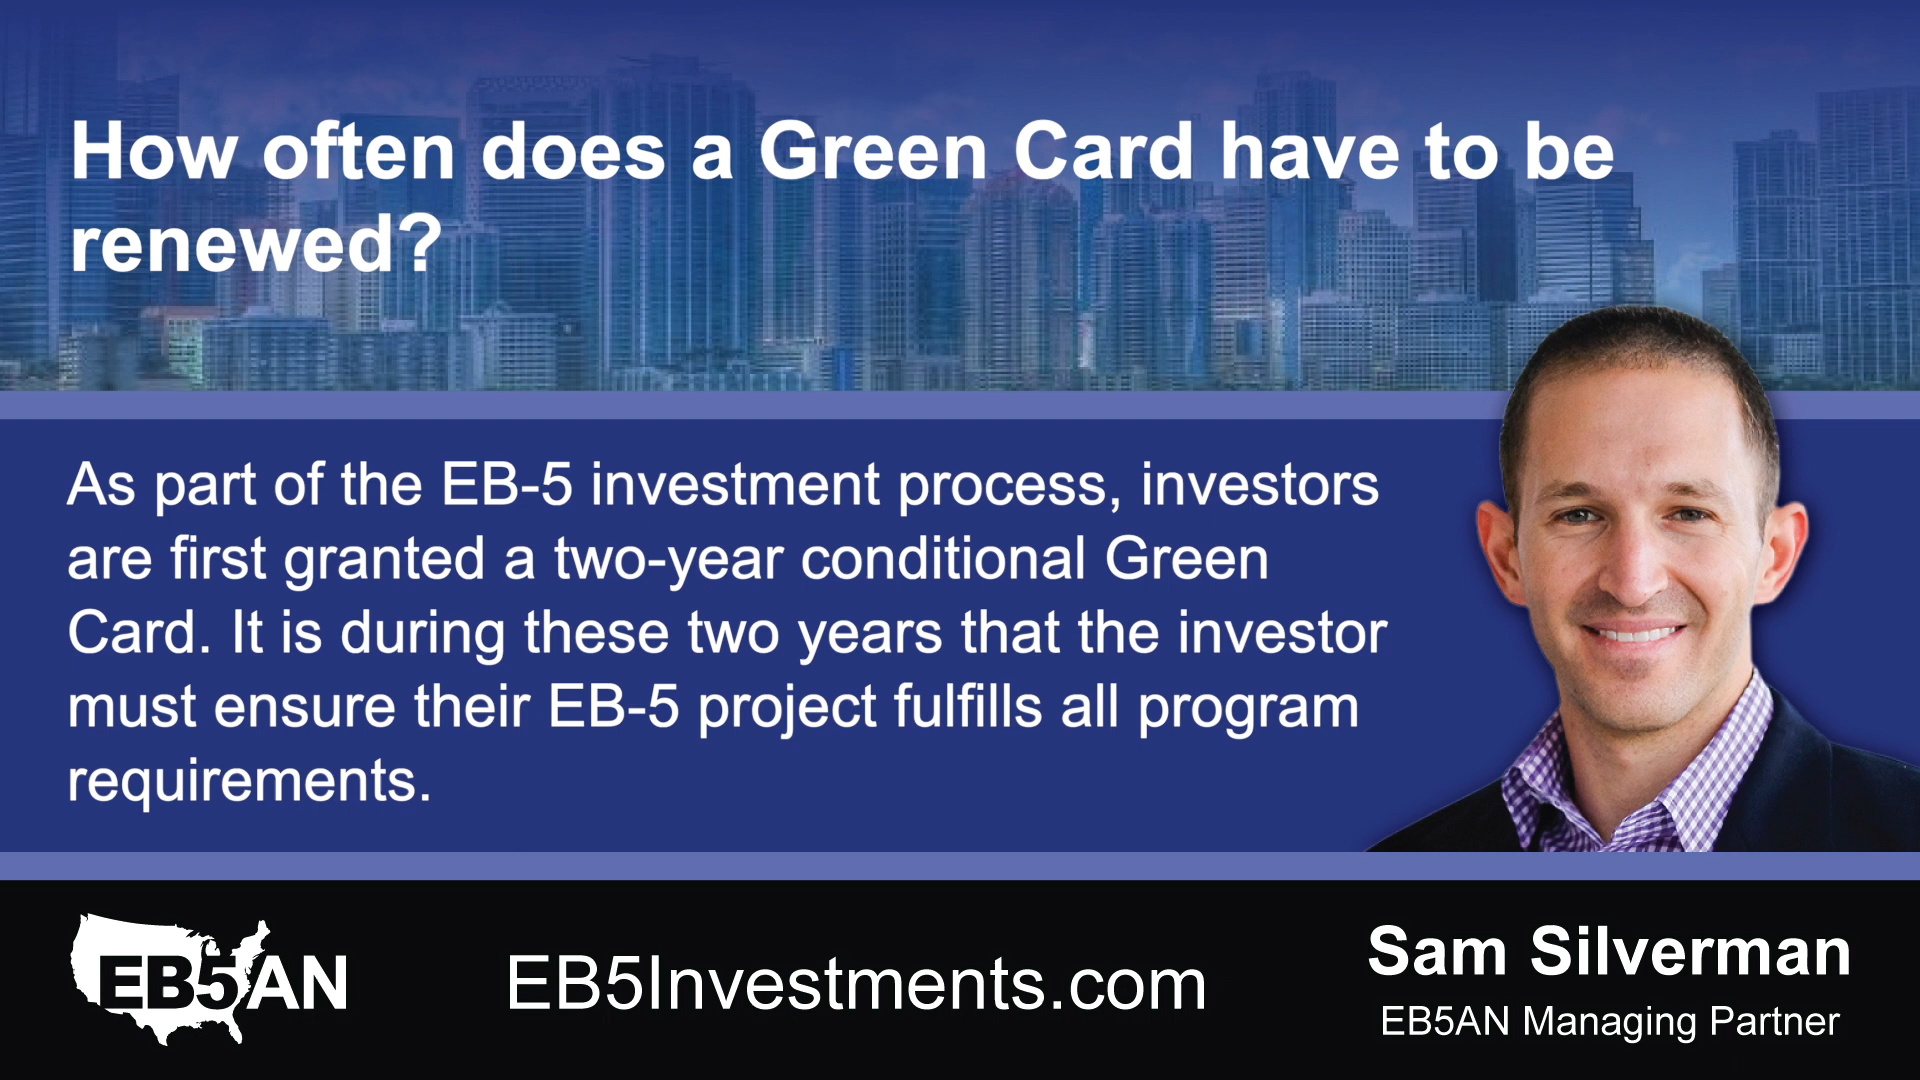 How often does a Green Card have to be
renewed?
As part of the EB-5 investment process, investors
are first granted a two-year conditional Green
Card. It is during these two years that the investor
must ensure their EB-5 project fulfills all program
requirements.
EB5AN
EB5Investments.com
Sam Silverman
EB5AN Managing Partner